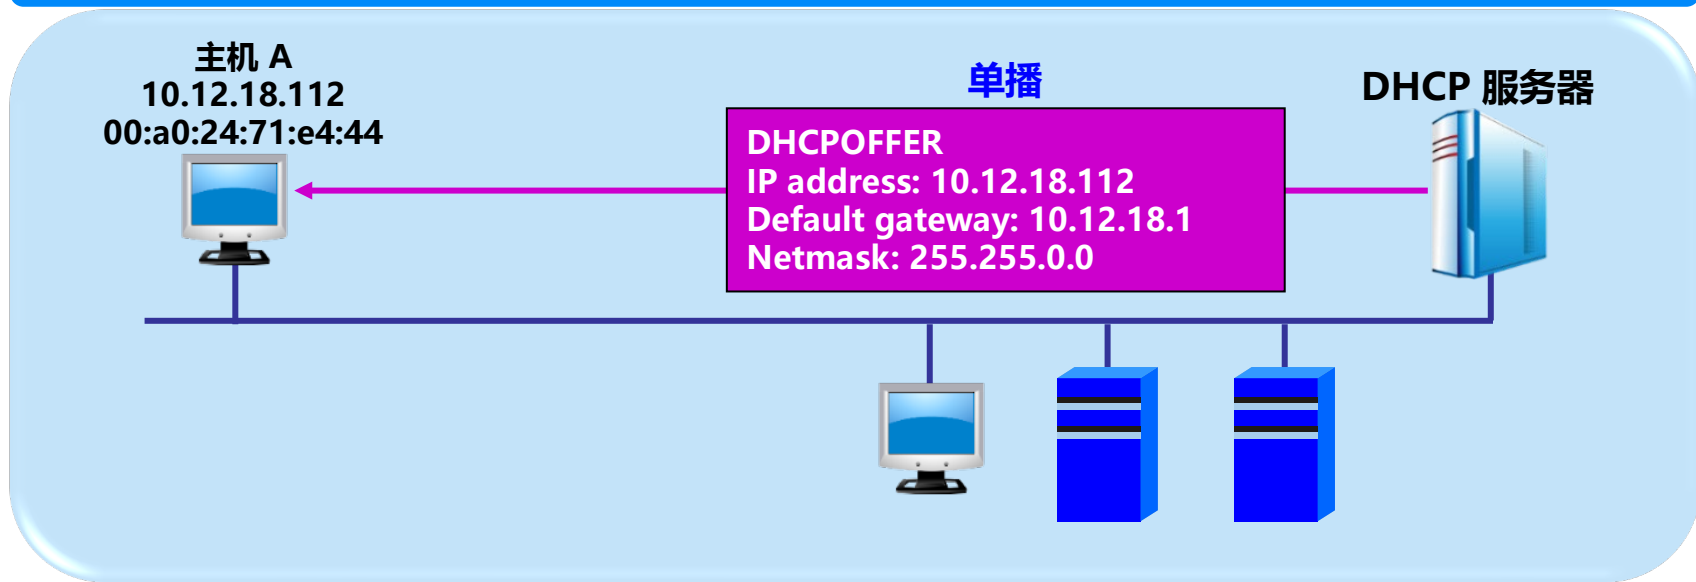 主机 A
10.12.18.112
00:a0:24:71:e4:44
单播
DHCPOFFER
IP address: 10.12.18.112
Default gateway: 10.12.18.1
Netmask: 255.255.0.0
DHCP 服务器